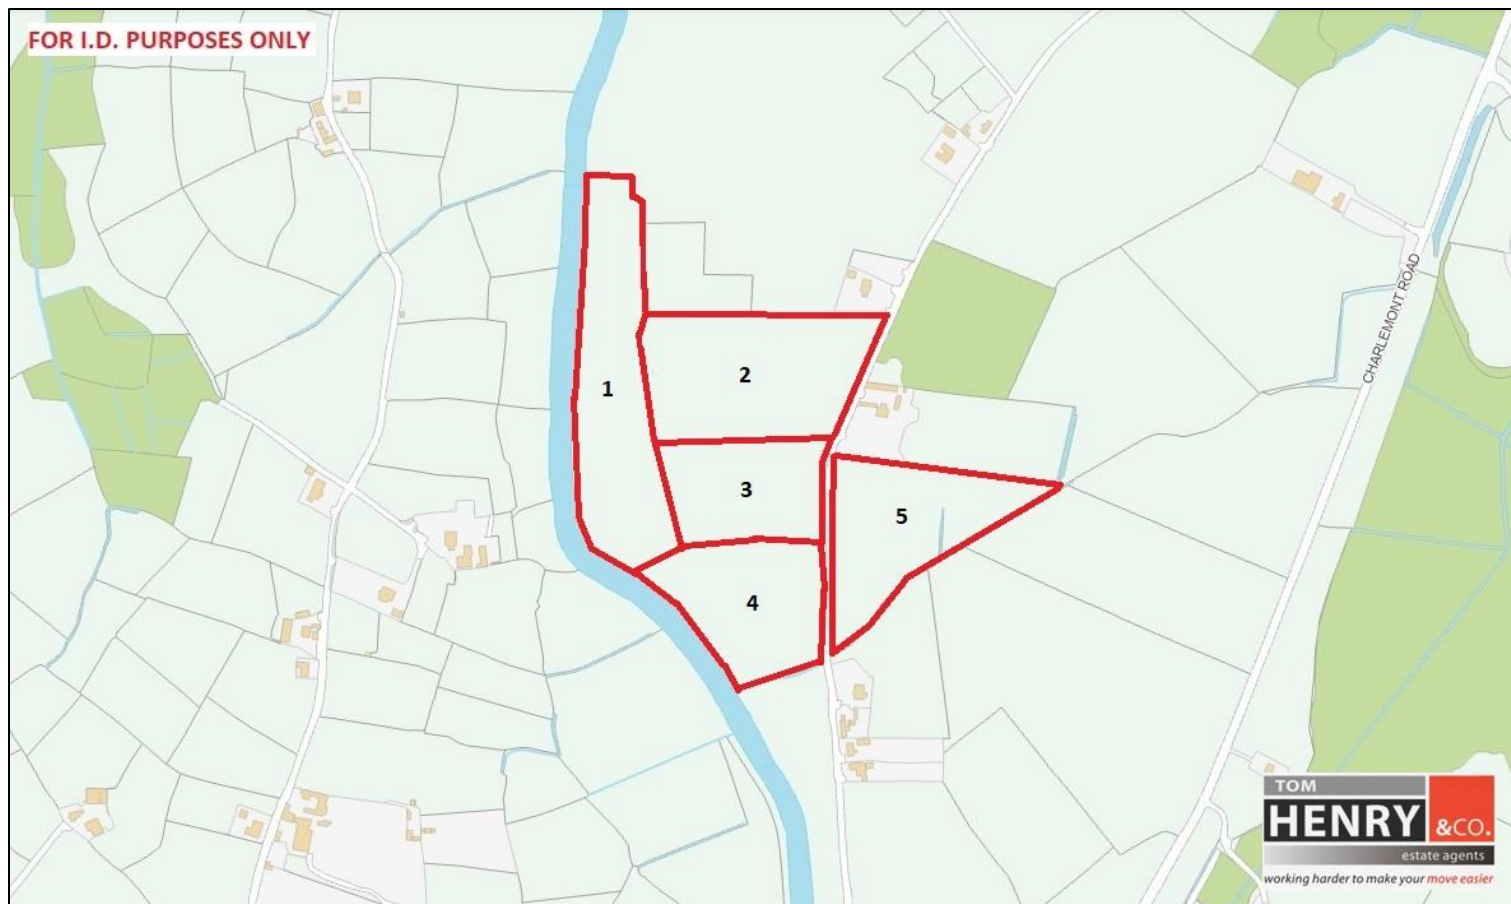 FOR I.D. PURPOSES ONLY
CHARLEMONT ROAD
1
2
3
4
5
TOM
HENRY &CO.
estate agents
working harder to make your move easier